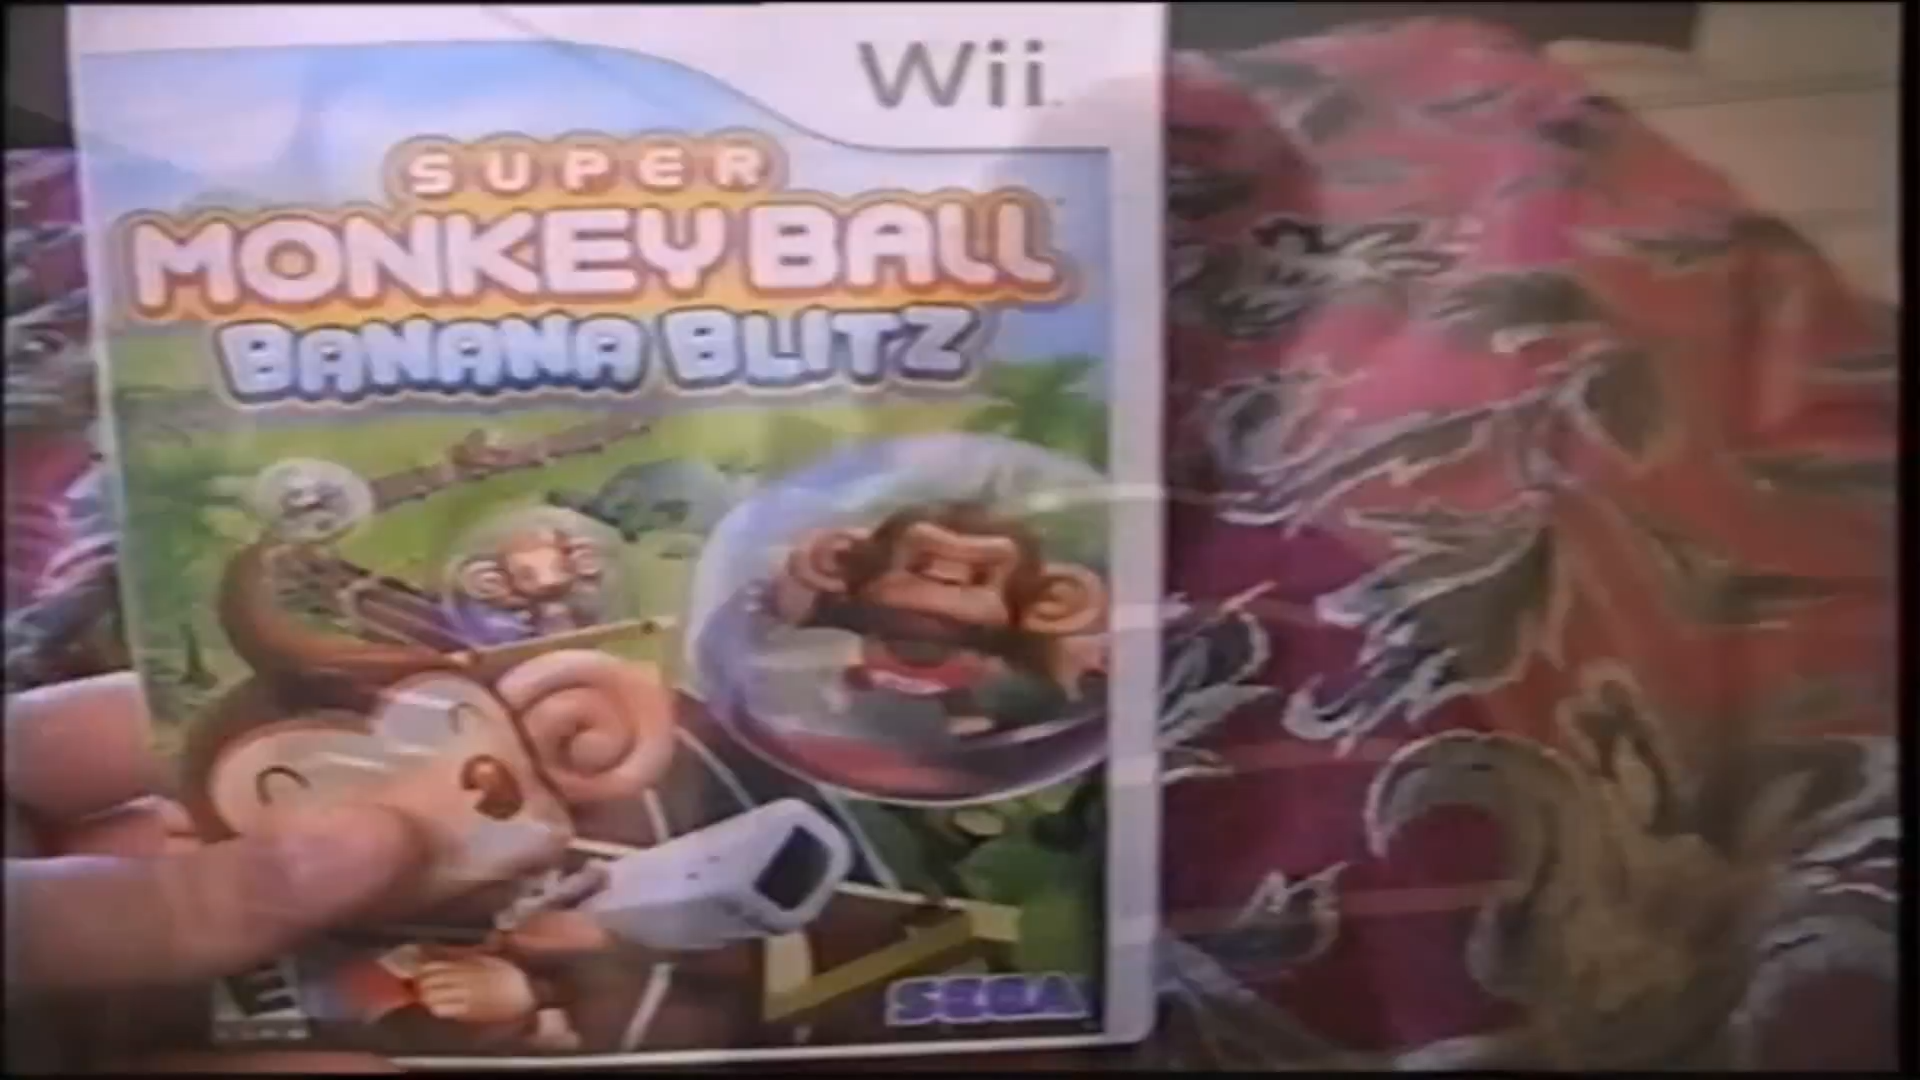 Wii
SUPER
MONKEY BALL
BANANA BLITZ
E
SEGA